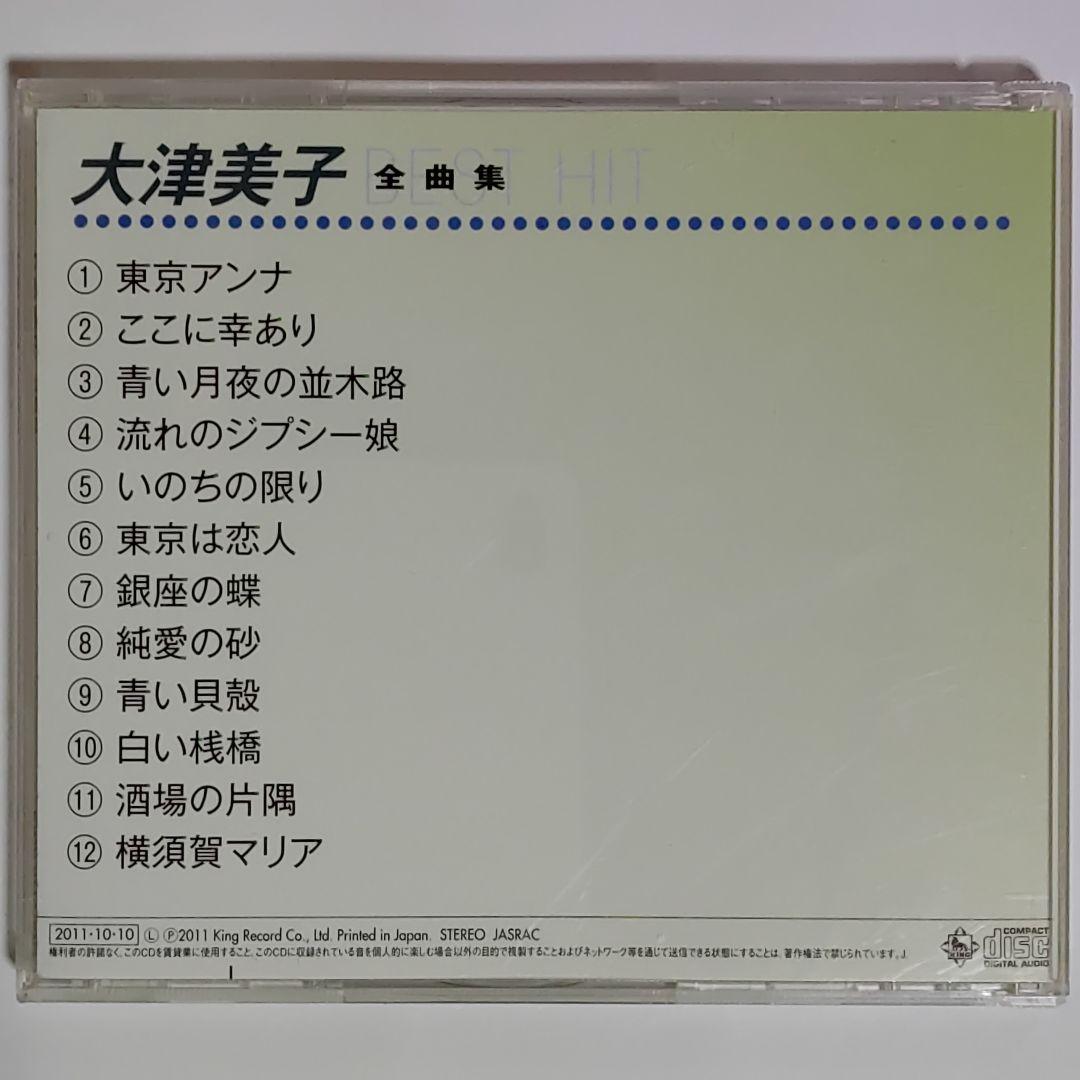 大津美子 全曲集 BEST HIT
① 東京アンナ
② ここに幸あり
③ 青い月夜の並木路
④ 流れのジプシー娘
⑤ いのちの限り
⑥ 東京は恋人
⑦ 銀座の蝶
⑧ 純愛の砂
⑨ 青い貝殻
⑩ 白い桟橋
⑪ 酒場の片隅
⑫ 横須賀マリア
2011・10・10 Ⓛ Ⓟ2011 King Record Co., Ltd. Printed in Japan. STEREO JASRAC
権利者の許諾なく、このCDを賃貸業に使用すること、このCDに収録されている音を個人的に楽しむ場合以外の目的で複製することおよびネットワーク等を通じて送信できる状態にすることは、著作権法で禁じられています。J
KING
COMPACT
disc
DIGITAL AUDIO